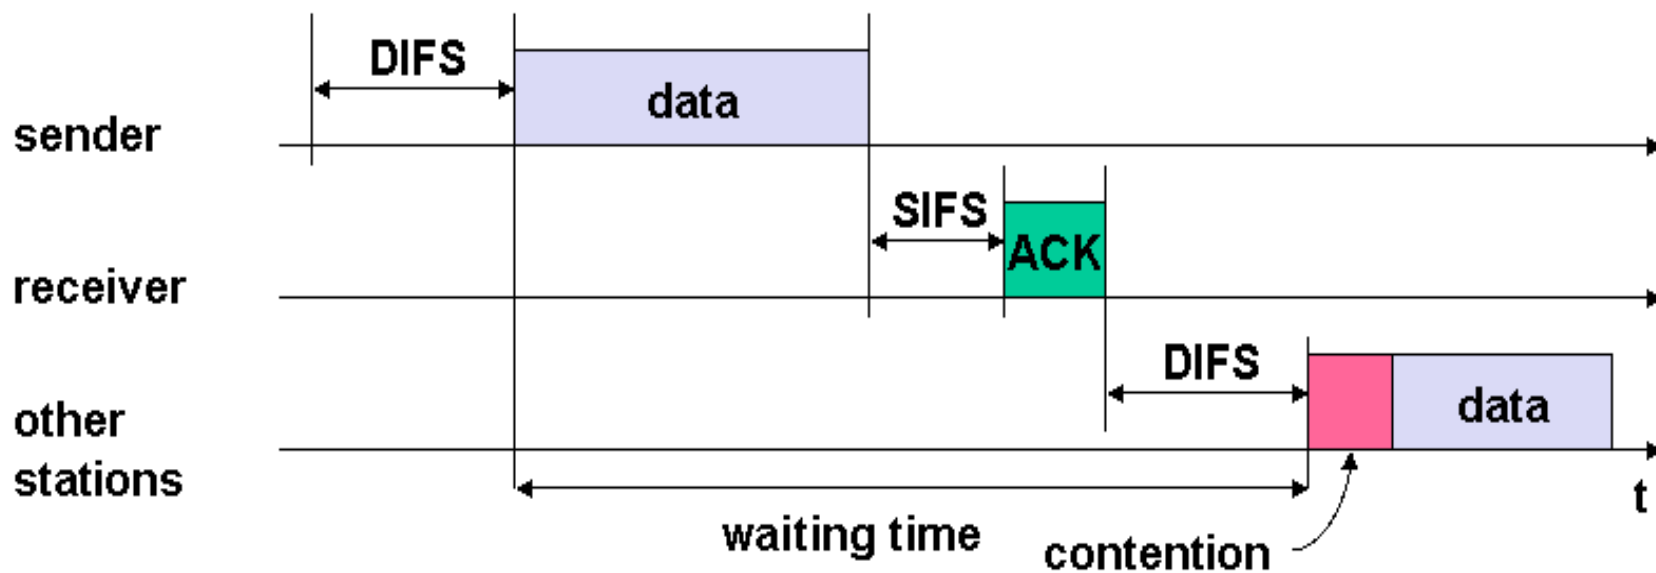 DIFS
data
sender
SIFS
ACK
receiver
DIFS
data
other
stations
t
waiting time
contention